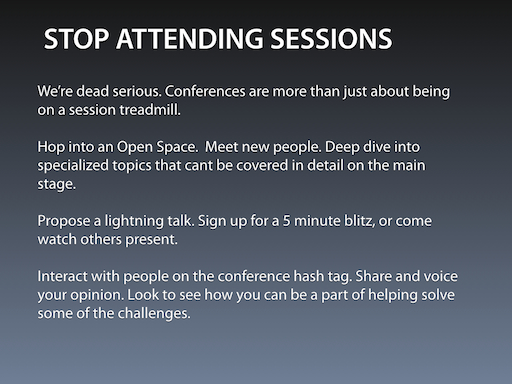 STOP ATTENDING SESSIONS
We’re dead serious. Conferences are more than just about being
on a session treadmill.
Hop into an Open Space.  Meet new people. Deep dive into
specialized topics that cant be covered in detail on the main
stage.
Propose a lightning talk. Sign up for a 5 minute blitz, or come
watch others present.
Interact with people on the conference hash tag. Share and voice
your opinion. Look to see how you can be a part of helping solve
some of the challenges.